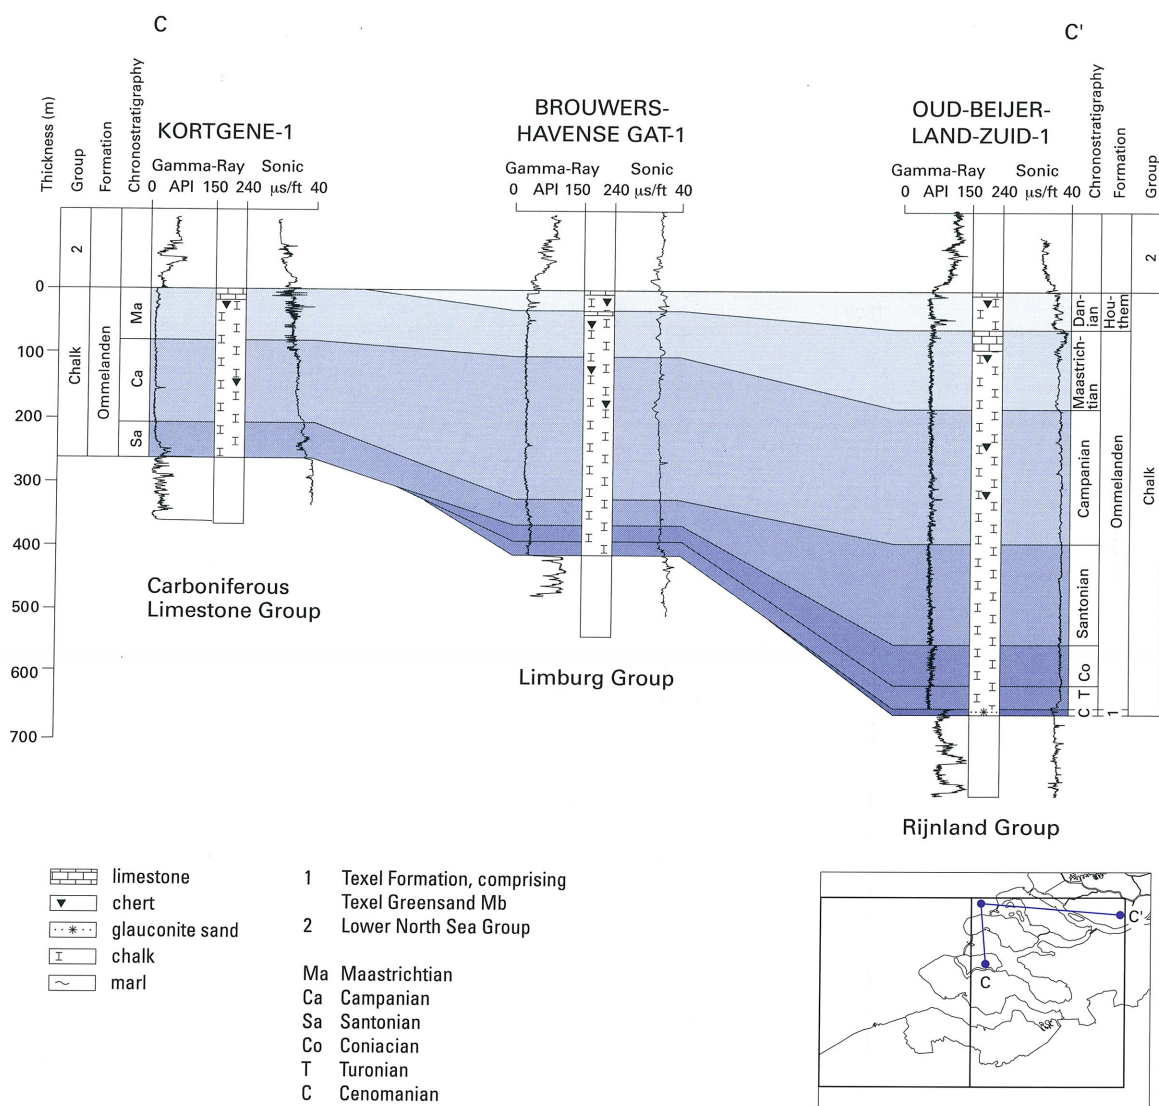 C
C'
KORTGENE-1
BROUWERS-
HAVENSE GAT-1
OUD-BEIJER-
LAND-ZUID-1
Thickness (m)
Group
Formation
Chronostratigraphy
Gamma-Ray Sonic
0 API 150 240 µs/ft 40
Gamma-Ray Sonic
0 API 150 240 µs/ft 40
Gamma-Ray Sonic
0 API 150 240 µs/ft 40
Chronostratigraphy
Formation
Group
0
100
200
300
400
500
600
700
2
Chalk
Ommelanden
Ma
Ca
Sa
2
Dan-
ian
Hou-
them
Maastrich-
tian
Campanian
Santonian
Co
T
C
1
Ommelanden
Chalk
Carboniferous
Limestone Group
Limburg Group
Rijnland Group
limestone
chert
glauconite sand
chalk
marl
1 Texel Formation, comprising
Texel Greensand Mb
2 Lower North Sea Group
Ma Maastrichtian
Ca Campanian
Sa Santonian
Co Coniacian
T Turonian
C Cenomanian
C'
C